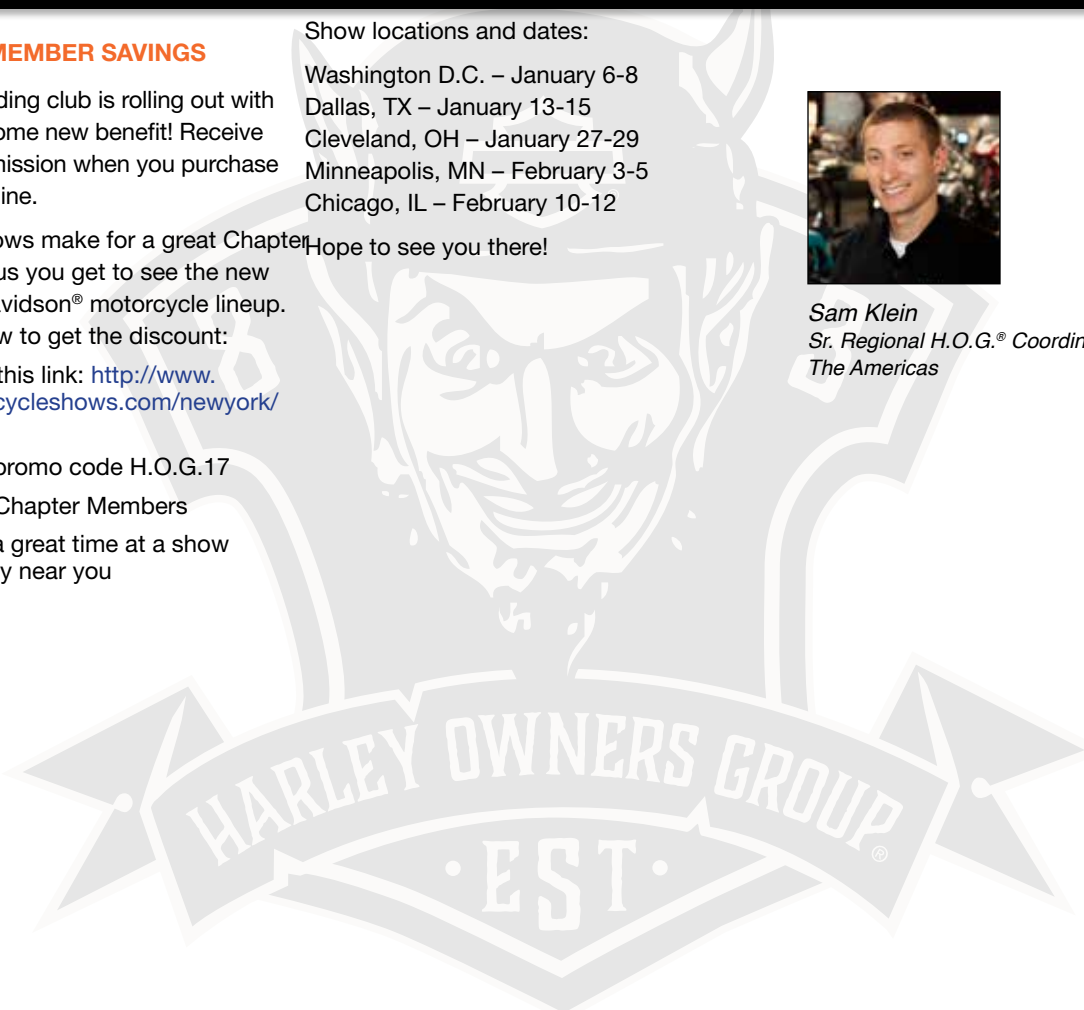 MEMBER SAVINGS
ding club is rolling out with
ome new benefit! Receive
mission when you purchase
ine.
ows make for a great Chapter
us you get to see the new
vidson® motorcycle lineup.
w to get the discount:
this link: http://www.
cycleshows.com/newyork/
promo code H.O.G.17
Chapter Members
a great time at a show
y near you
Show locations and dates:
Washington D.C. – January 6-8
Dallas, TX – January 13-15
Cleveland, OH – January 27-29
Minneapolis, MN – February 3-5
Chicago, IL – February 10-12
Hope to see you there!
Sam Klein
Sr. Regional H.O.G.® Coordin
The Americas
HARLEY OWNERS GROUP®
· EST ·